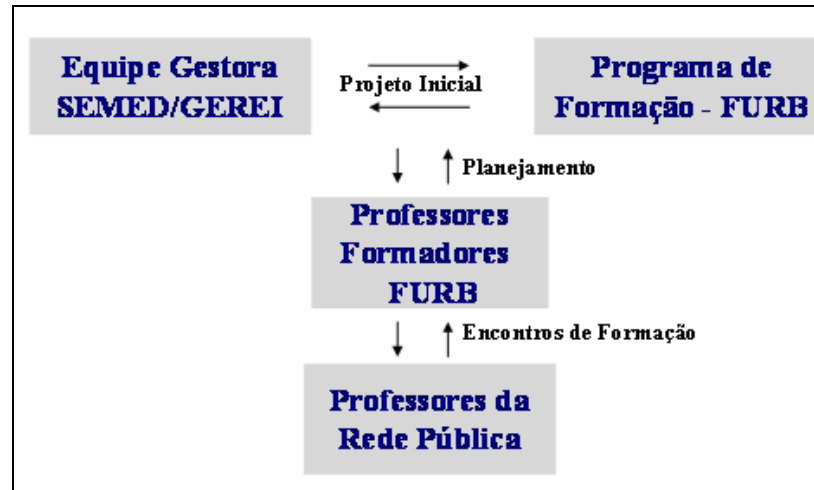 Equipe Gestora
SEMED/GEREI
Projeto Inicial
Programa de
Formação - FURB
Planejamento
Professores
Formadores
FURB
Encontros de Formação
Professores da
Rede Pública